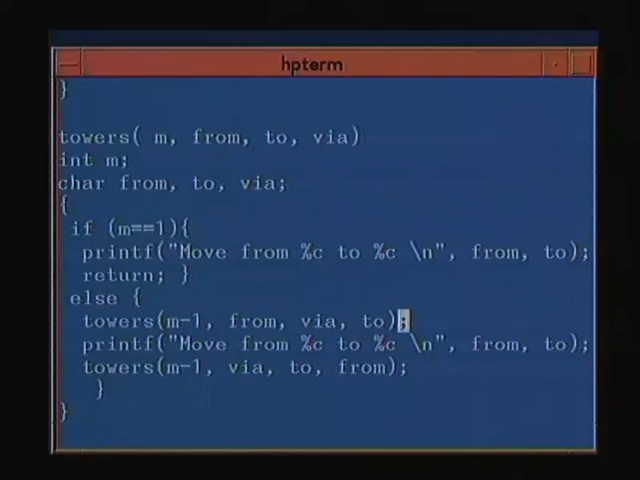 hpterm
}
towers( m, from, to, via)
int m;
char from, to, via;
{
if (m==1){
printf("Move from %c to %c \n", from, to);
return; }
else {
towers(m-1, from, via, to);
printf("Move from %c to %c \n", from, to);
towers(m-1, via, to, from);
}
}